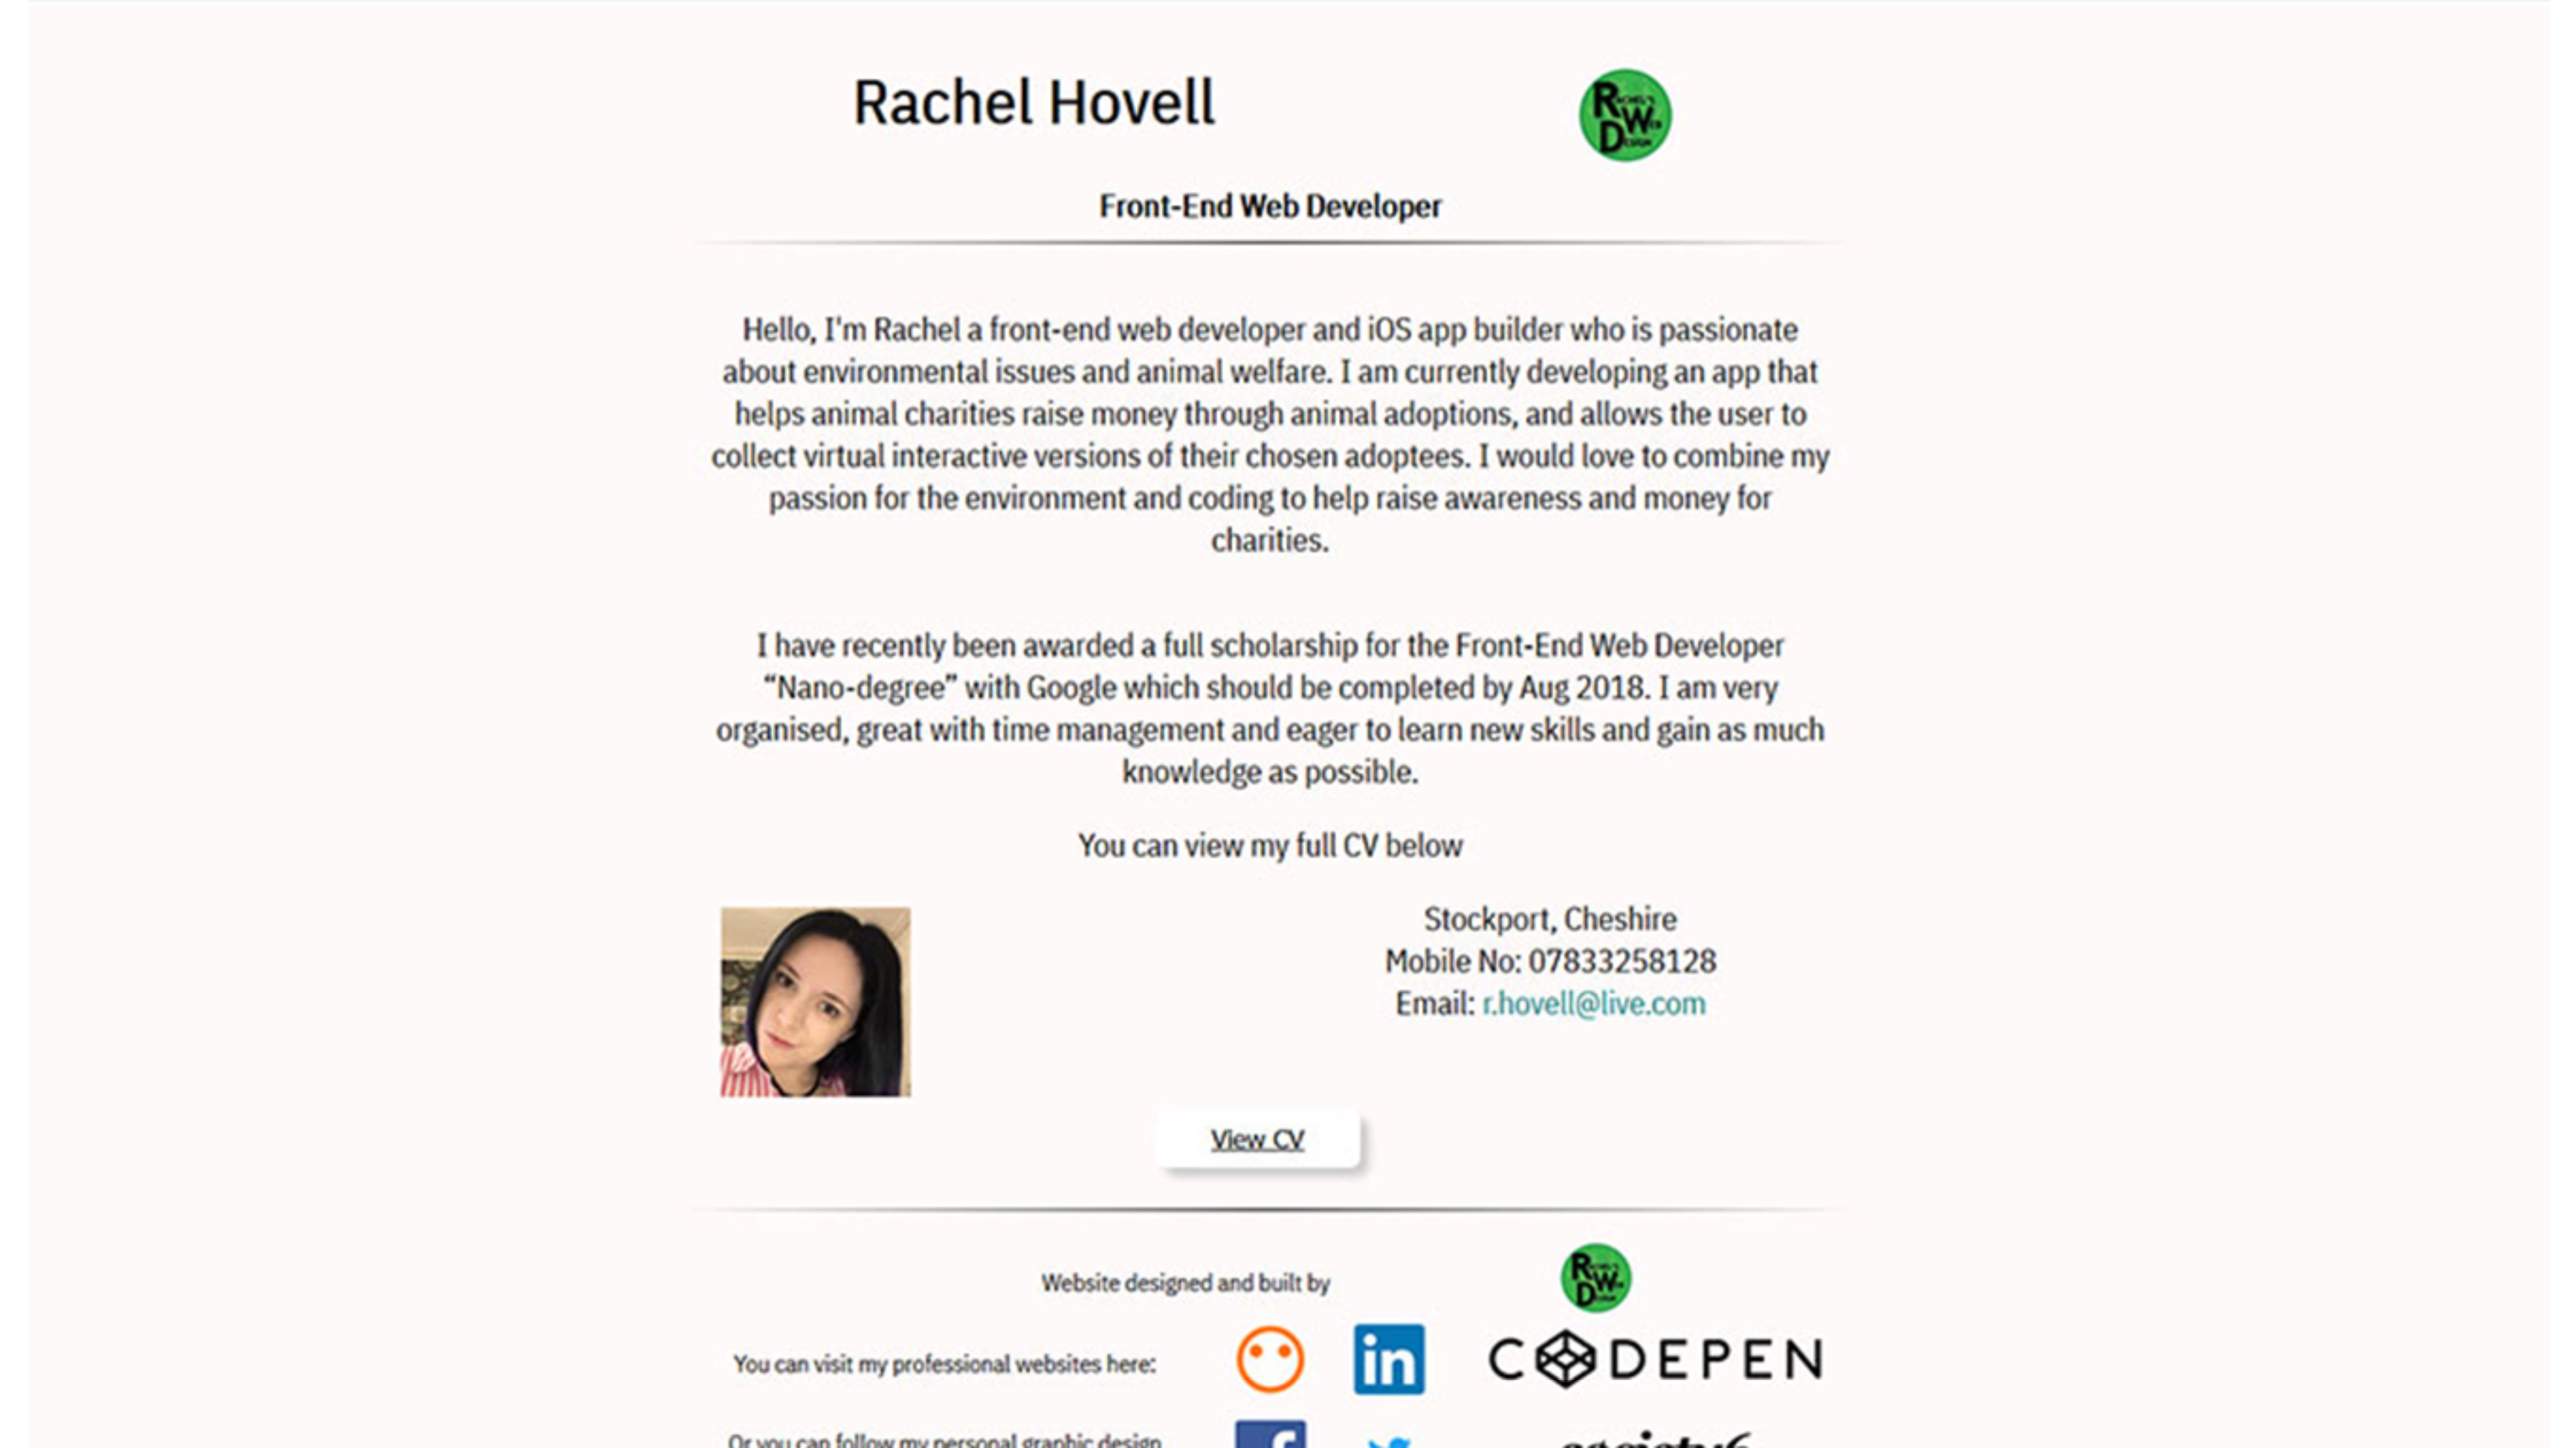 Rachel Hovell
RACHEL'S
WEB
DESIGN
Front-End Web Developer
Hello, I'm Rachel a front-end web developer and iOS app builder who is passionate
about environmental issues and animal welfare. I am currently developing an app that
helps animal charities raise money through animal adoptions, and allows the user to
collect virtual interactive versions of their chosen adoptees. I would love to combine my
passion for the environment and coding to help raise awareness and money for
charities.
I have recently been awarded a full scholarship for the Front-End Web Developer
“Nano-degree” with Google which should be completed by Aug 2018. I am very
organised, great with time management and eager to learn new skills and gain as much
knowledge as possible.
You can view my full CV below
Stockport, Cheshire
Mobile No: 07833258128
Email: r.hovell@live.com
View CV
Website designed and built by
RACHEL'S
WEB
DESIGN
You can visit my professional websites here:
in
CODEPEN
Or you can follow my personal graphic design
f
society6